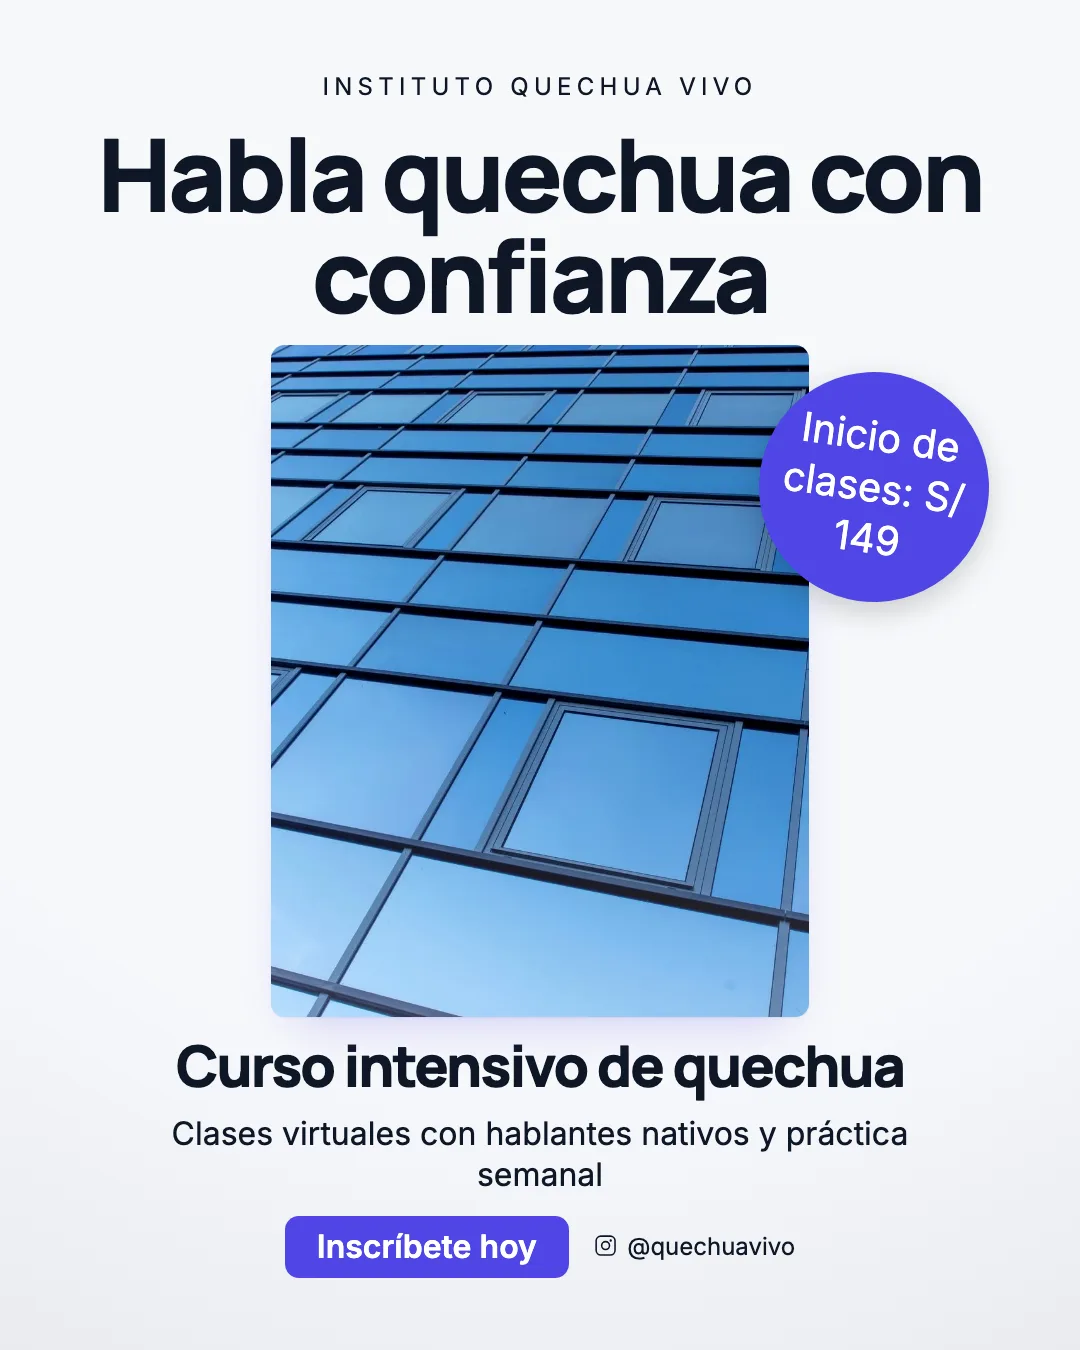 INSTITUTO QUECHUA VIVO
Habla quechua con
confianza
Inicio de
clases: S/
149
Curso intensivo de quechua
Clases virtuales con hablantes nativos y práctica
semanal
Inscríbete hoy
@quechuavivo